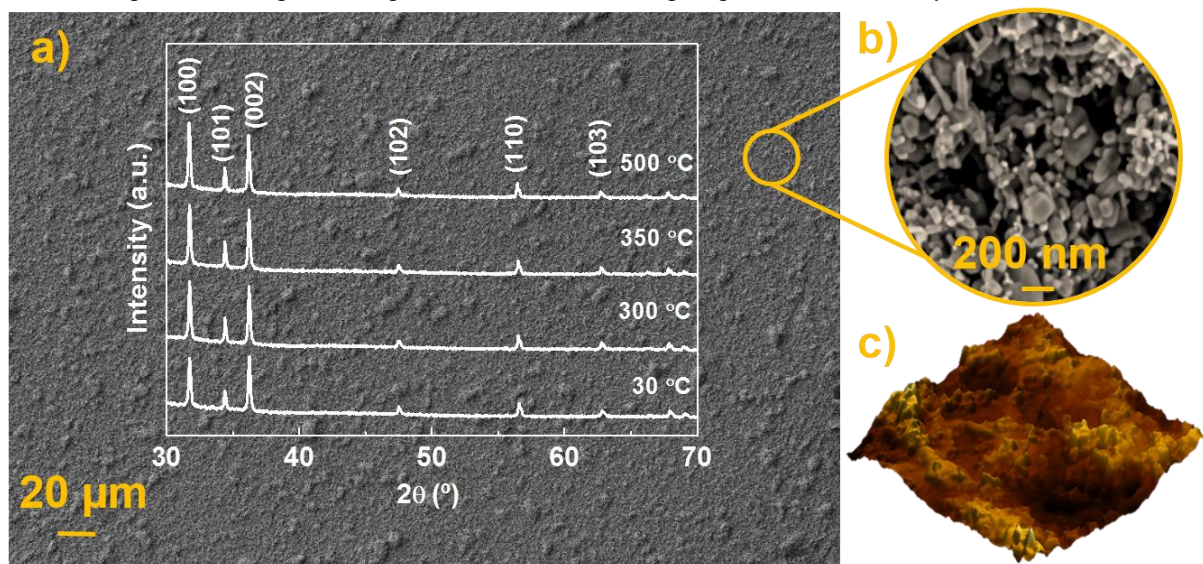 a)
(100)
(101)
(002)
(102)
(110)
(103)
500 °C
350 °C
300 °C
30 °C
Intensity (a.u.)
30 40 50 60 70
2θ (º)
20 µm
b)
200 nm
c)